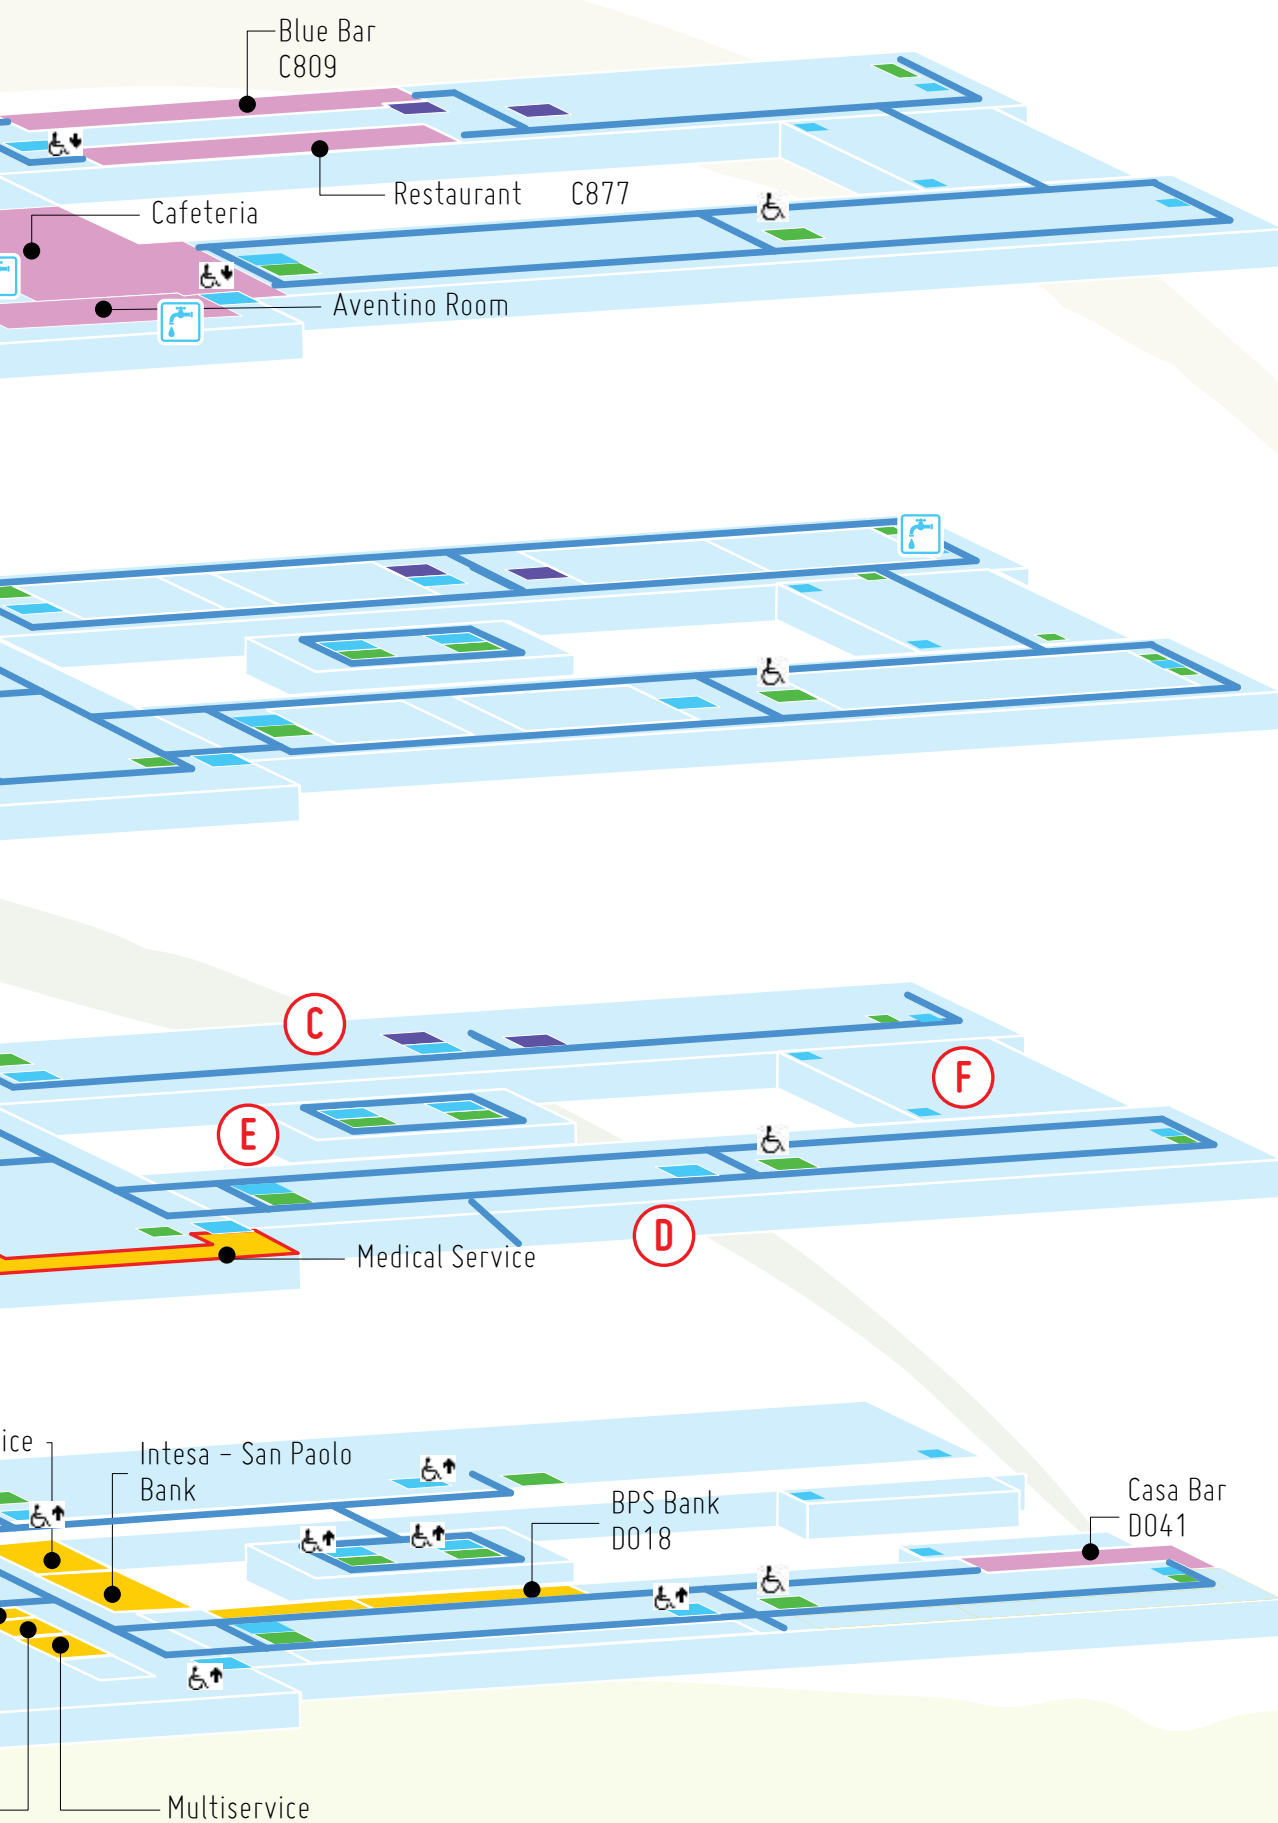 Blue Bar
C809
Restaurant C877
Cafeteria
Aventino Room
C
F
E
D
Medical Service
ice
Intesa – San Paolo
Bank
BPS Bank
D018
Casa Bar
D041
Multiservice